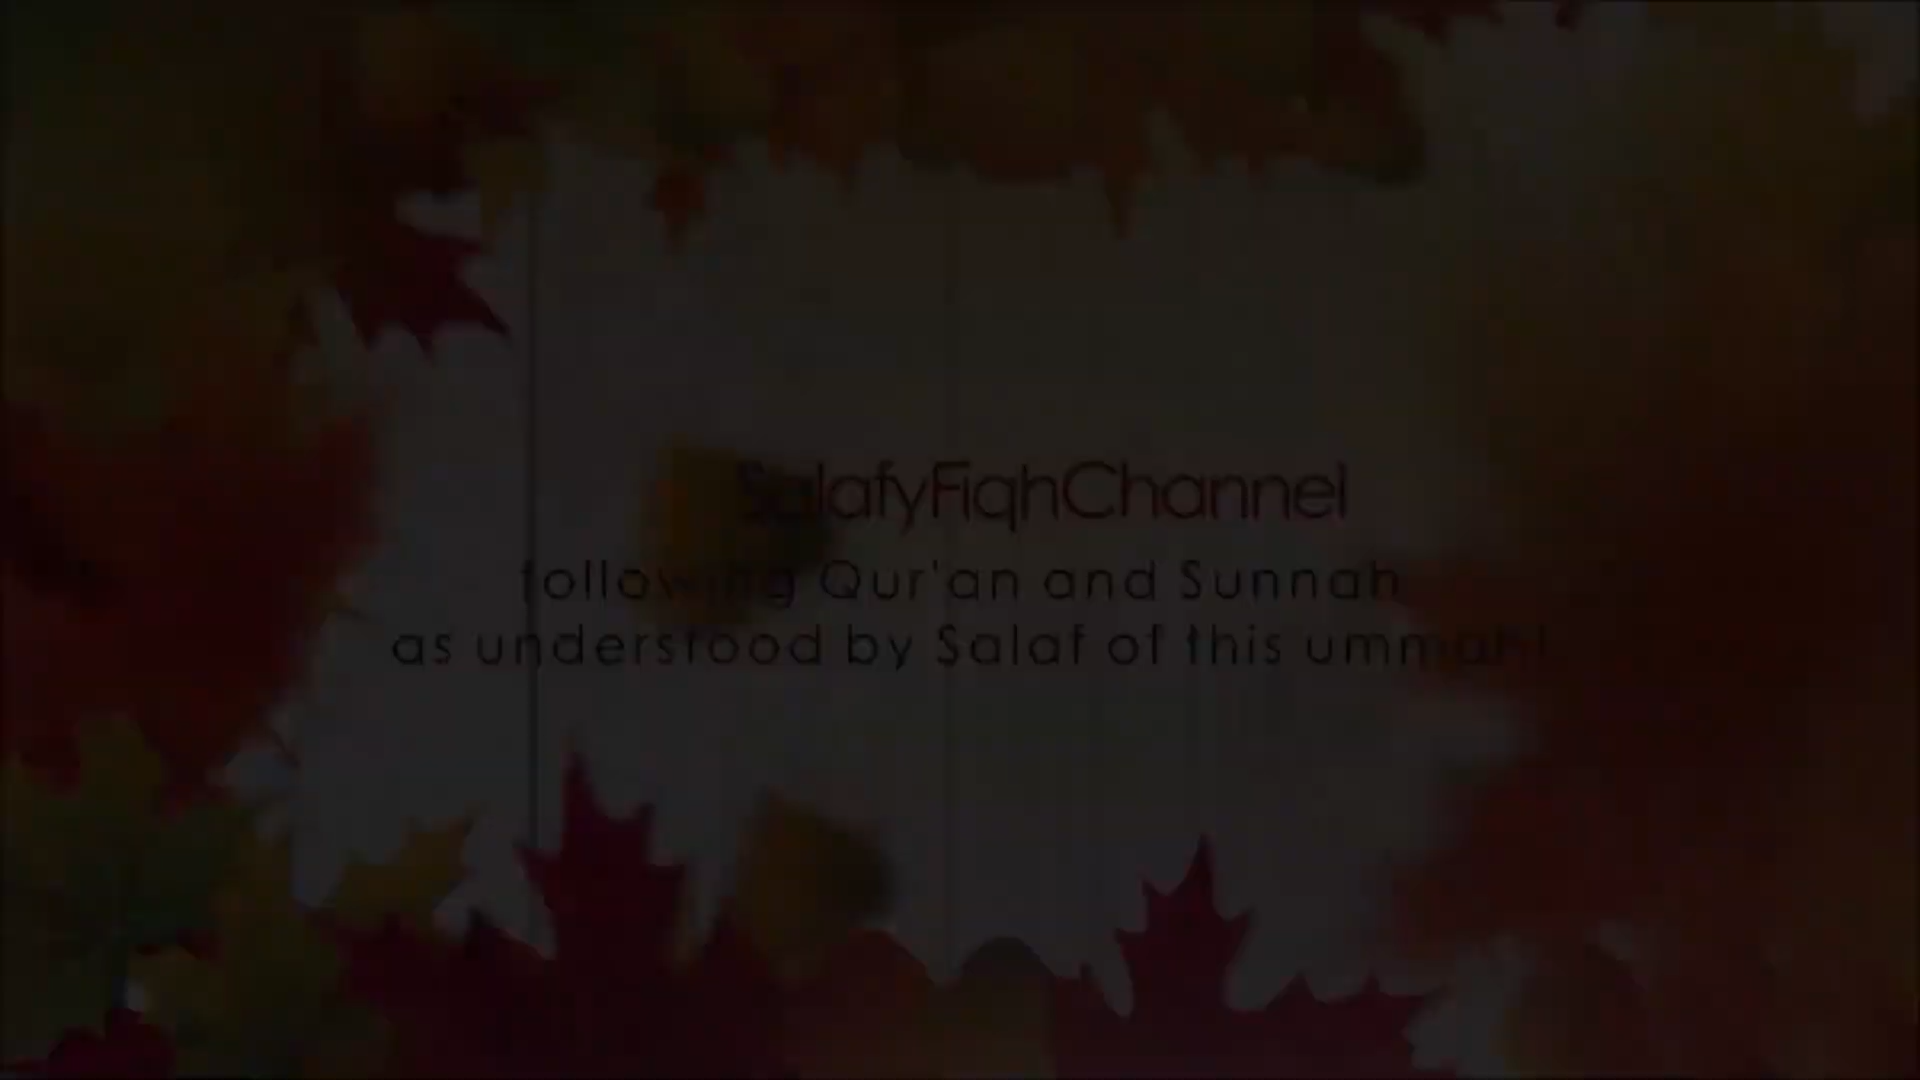 SalafyFiqhChannel
following Qur'an and Sunnah
as understood by Salaf of this ummah!